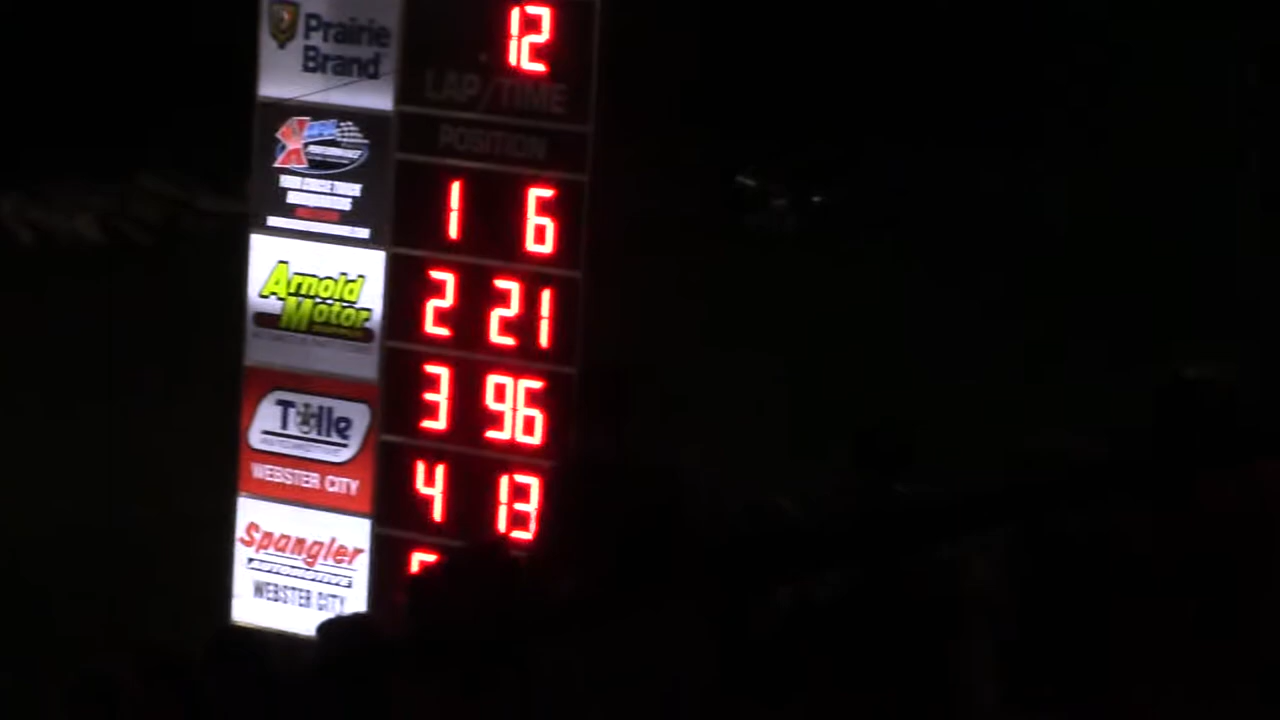 Prairie
Brand
12
LAP/TIME
POSITION
1 6
Arnold
Motor
2 21
3 96
Tolle
AUTOMOTIVE
WEBSTER CITY
4 13
Spangler
AUTOMOTIVE
WEBSTER CITY